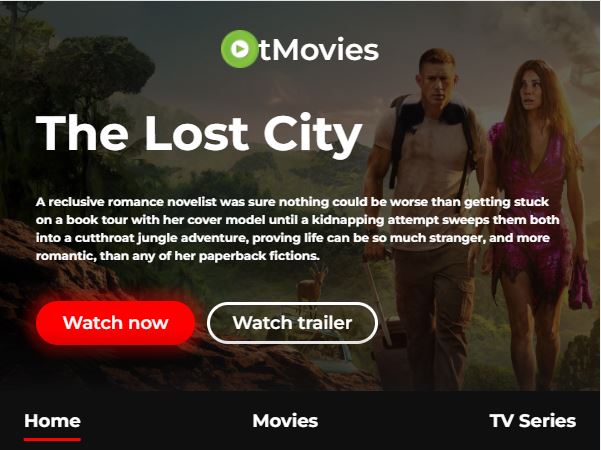 tMovies
The Lost City
A reclusive romance novelist was sure nothing could be worse than getting stuck
on a book tour with her cover model until a kidnapping attempt sweeps them both
into a cutthroat jungle adventure, proving life can be so much stranger, and more
romantic, than any of her paperback fictions.
Watch now
Watch trailer
Home
Movies
TV Series